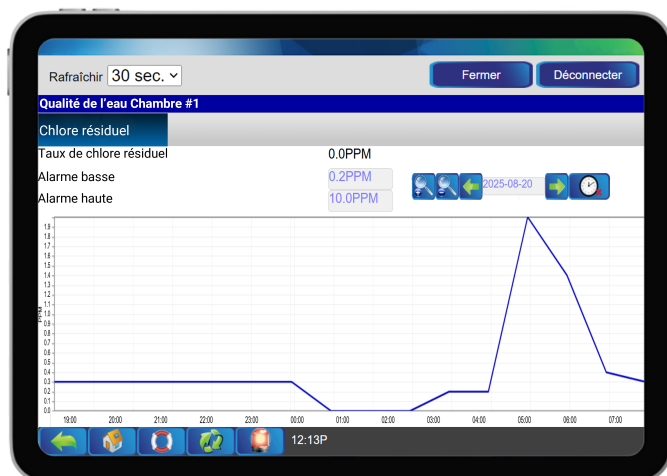 Rafraîchir 30 sec. Fermer Déconnecter
Qualité de l'eau Chambre #1
Chlore résiduel
Taux de chlore résiduel 0.0PPM
Alarme basse 0.2PPM
2025-08-20
Alarme haute 10.0PPM
1.9
1.8
1.7
1.6
1.5
1.4
1.3
1.2
1.1
1.0
PPM
0.9
0.8
0.7
0.6
0.5
0.4
0.3
0.2
0.1
0.0
19:00 20:00 21:00 22:00 23:00 00:00 01:00 02:00 03:00 04:00 05:00 06:00 07:00
12:13P